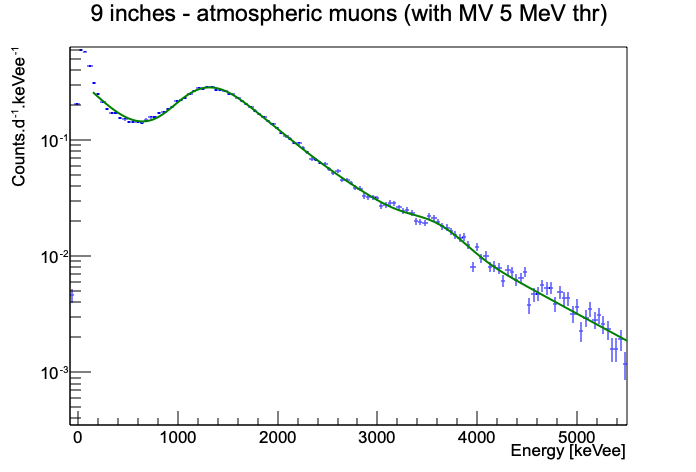 9 inches - atmospheric muons (with MV 5 MeV thr)
Counts.d⁻¹.keVee⁻¹
10⁻¹
10⁻²
10⁻³
0 1000 2000 3000 4000 5000
Energy [keVee]